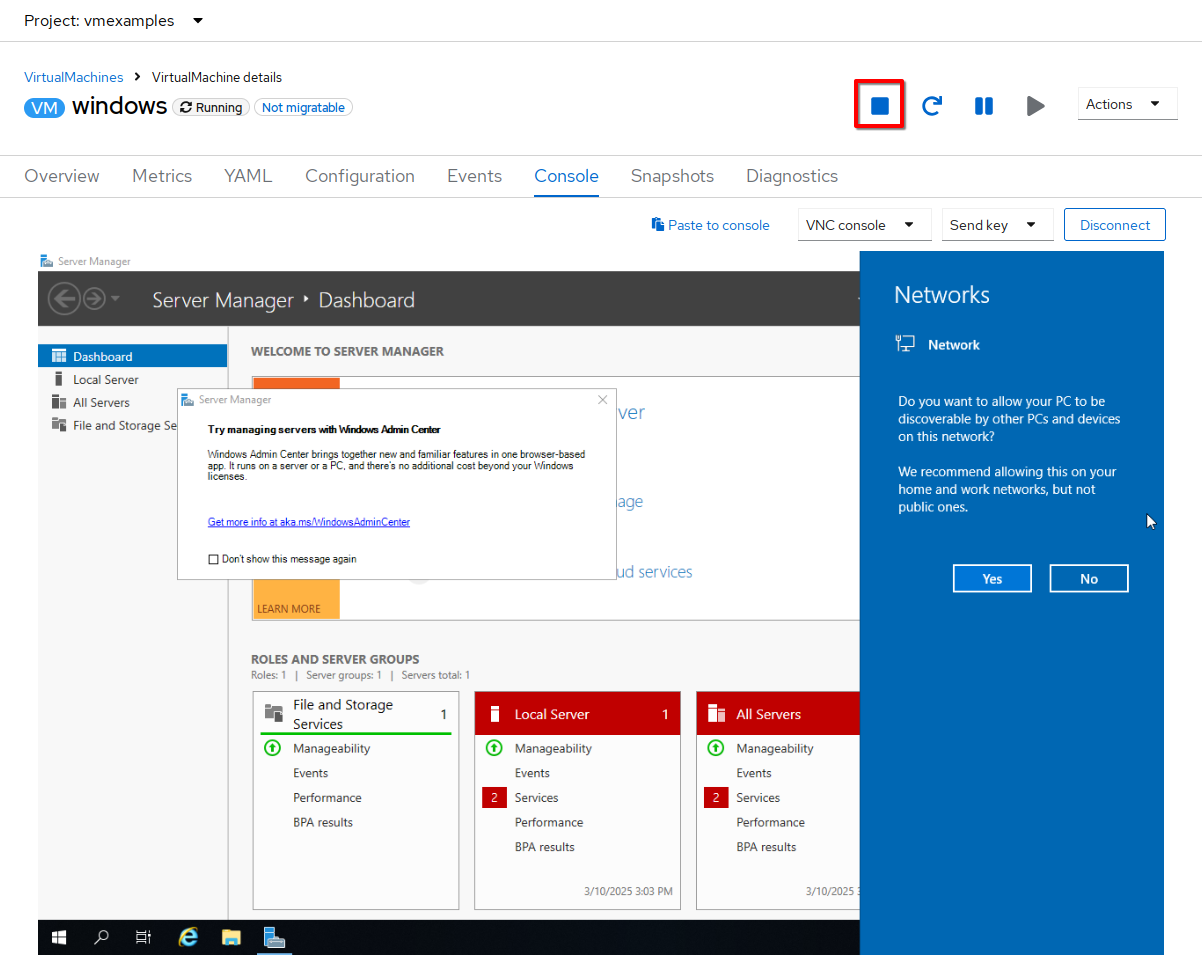 Project: vmexamples
VirtualMachines > VirtualMachine details
VM windows Running Not migratable
Actions
Overview Metrics YAML Configuration Events Console Snapshots Diagnostics
Paste to console VNC console Send key Disconnect
Server Manager
Server Manager ‣ Dashboard
Dashboard
Local Server
All Servers
File and Storage Se
WELCOME TO SERVER MANAGER
Server Manager
Try managing servers with Windows Admin Center
Windows Admin Center brings together new and familiar features in one browser-based
app. It runs on a server or a PC, and there's no additional cost beyond your Windows
licenses.
Get more info at aka.ms/WindowsAdminCenter
Don't show this message again
LEARN MORE
ud services
ROLES AND SERVER GROUPS
Roles: 1 | Server groups: 1 | Servers total: 1
File and Storage
Services
1
Manageability
Events
Performance
BPA results
Local Server 1
Manageability
Events
2 Services
Performance
BPA results
3/10/2025 3:03 PM
All Servers
Manageability
Events
2 Services
Performance
BPA results
3/10/2025
Networks
Network
Do you want to allow your PC to be
discoverable by other PCs and devices
on this network?
We recommend allowing this on your
home and work networks, but not
public ones.
Yes No